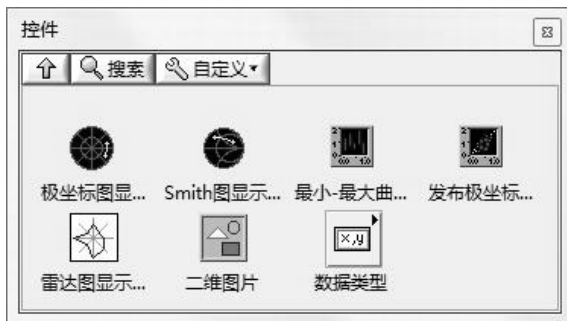 控件
搜索 自定义
极坐标图显... Smith图显示... 最小-最大曲... 发布极坐标...
雷达图显示... 二维图片 数据类型
x,y